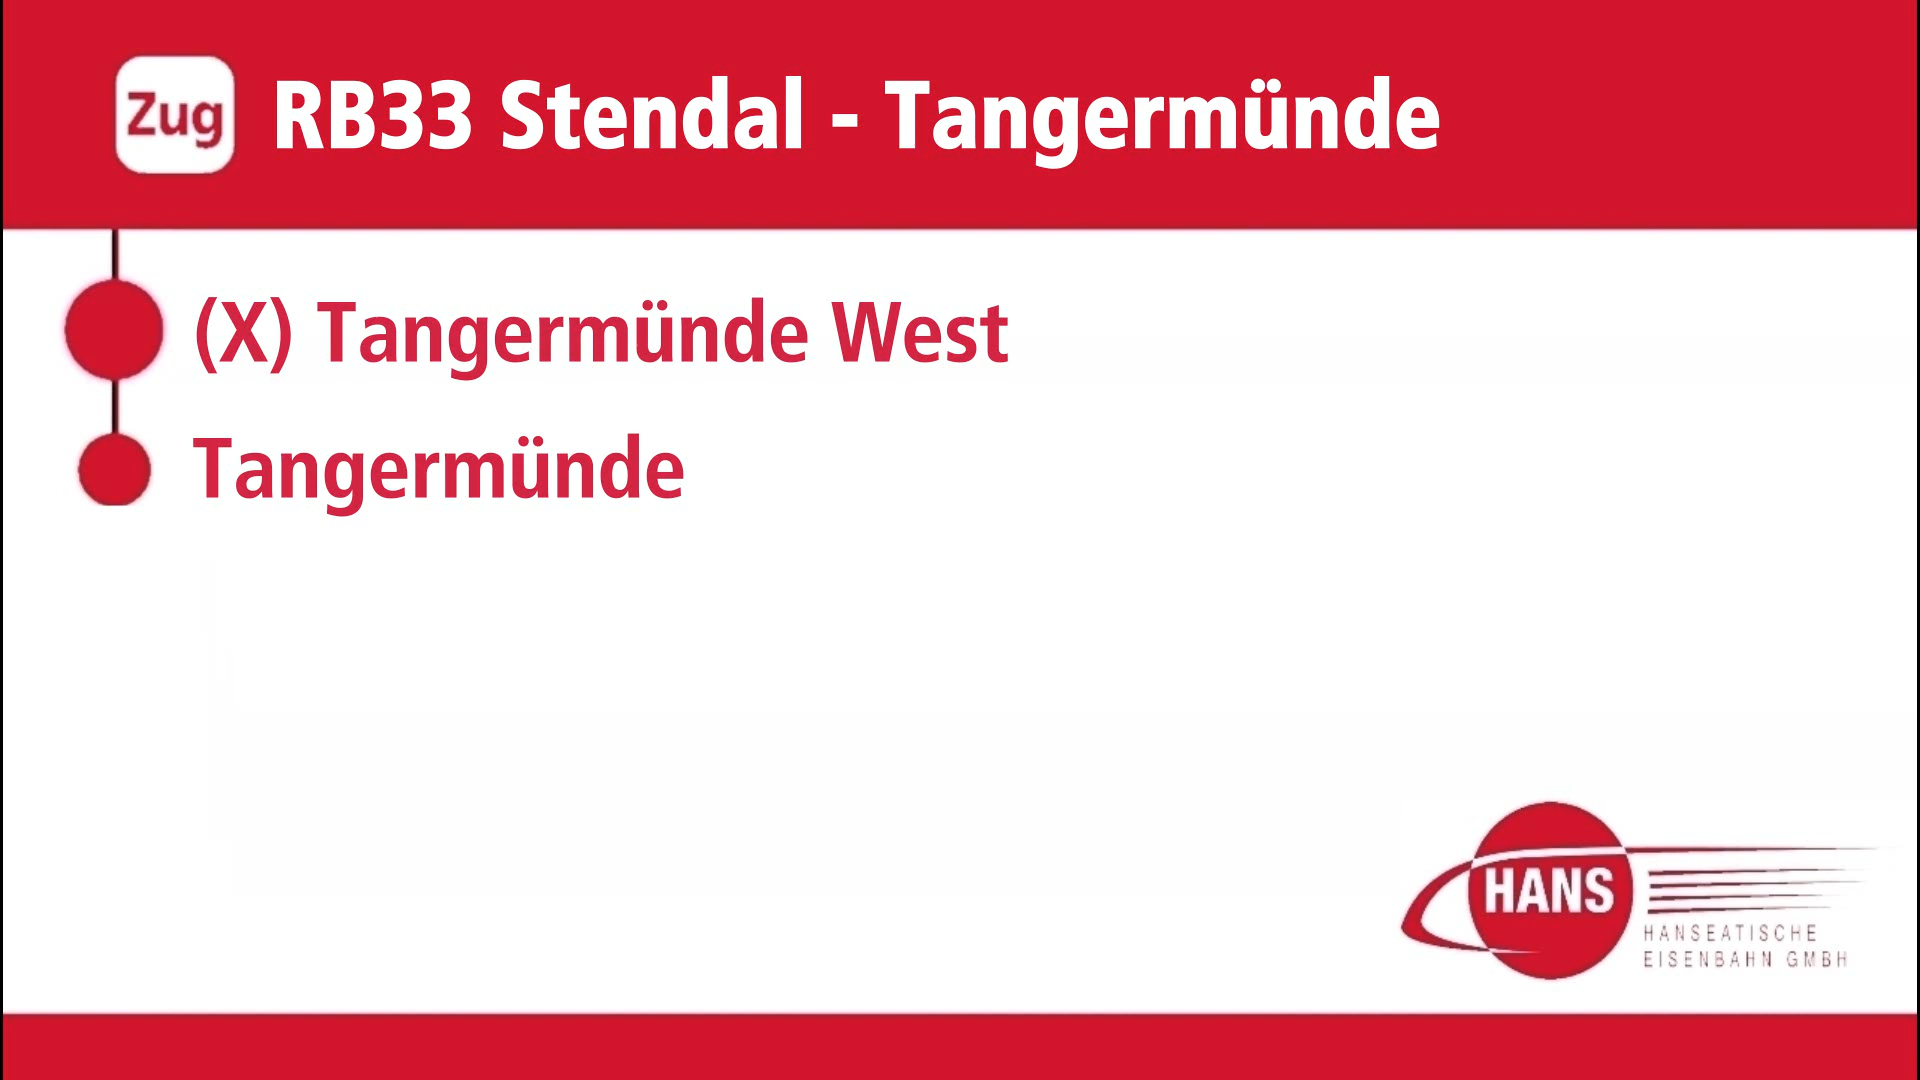 Zug RB33 Stendal - Tangermünde
(X) Tangermünde West
Tangermünde
HANS
HANSEATISCHE
EISENBAHN GMBH